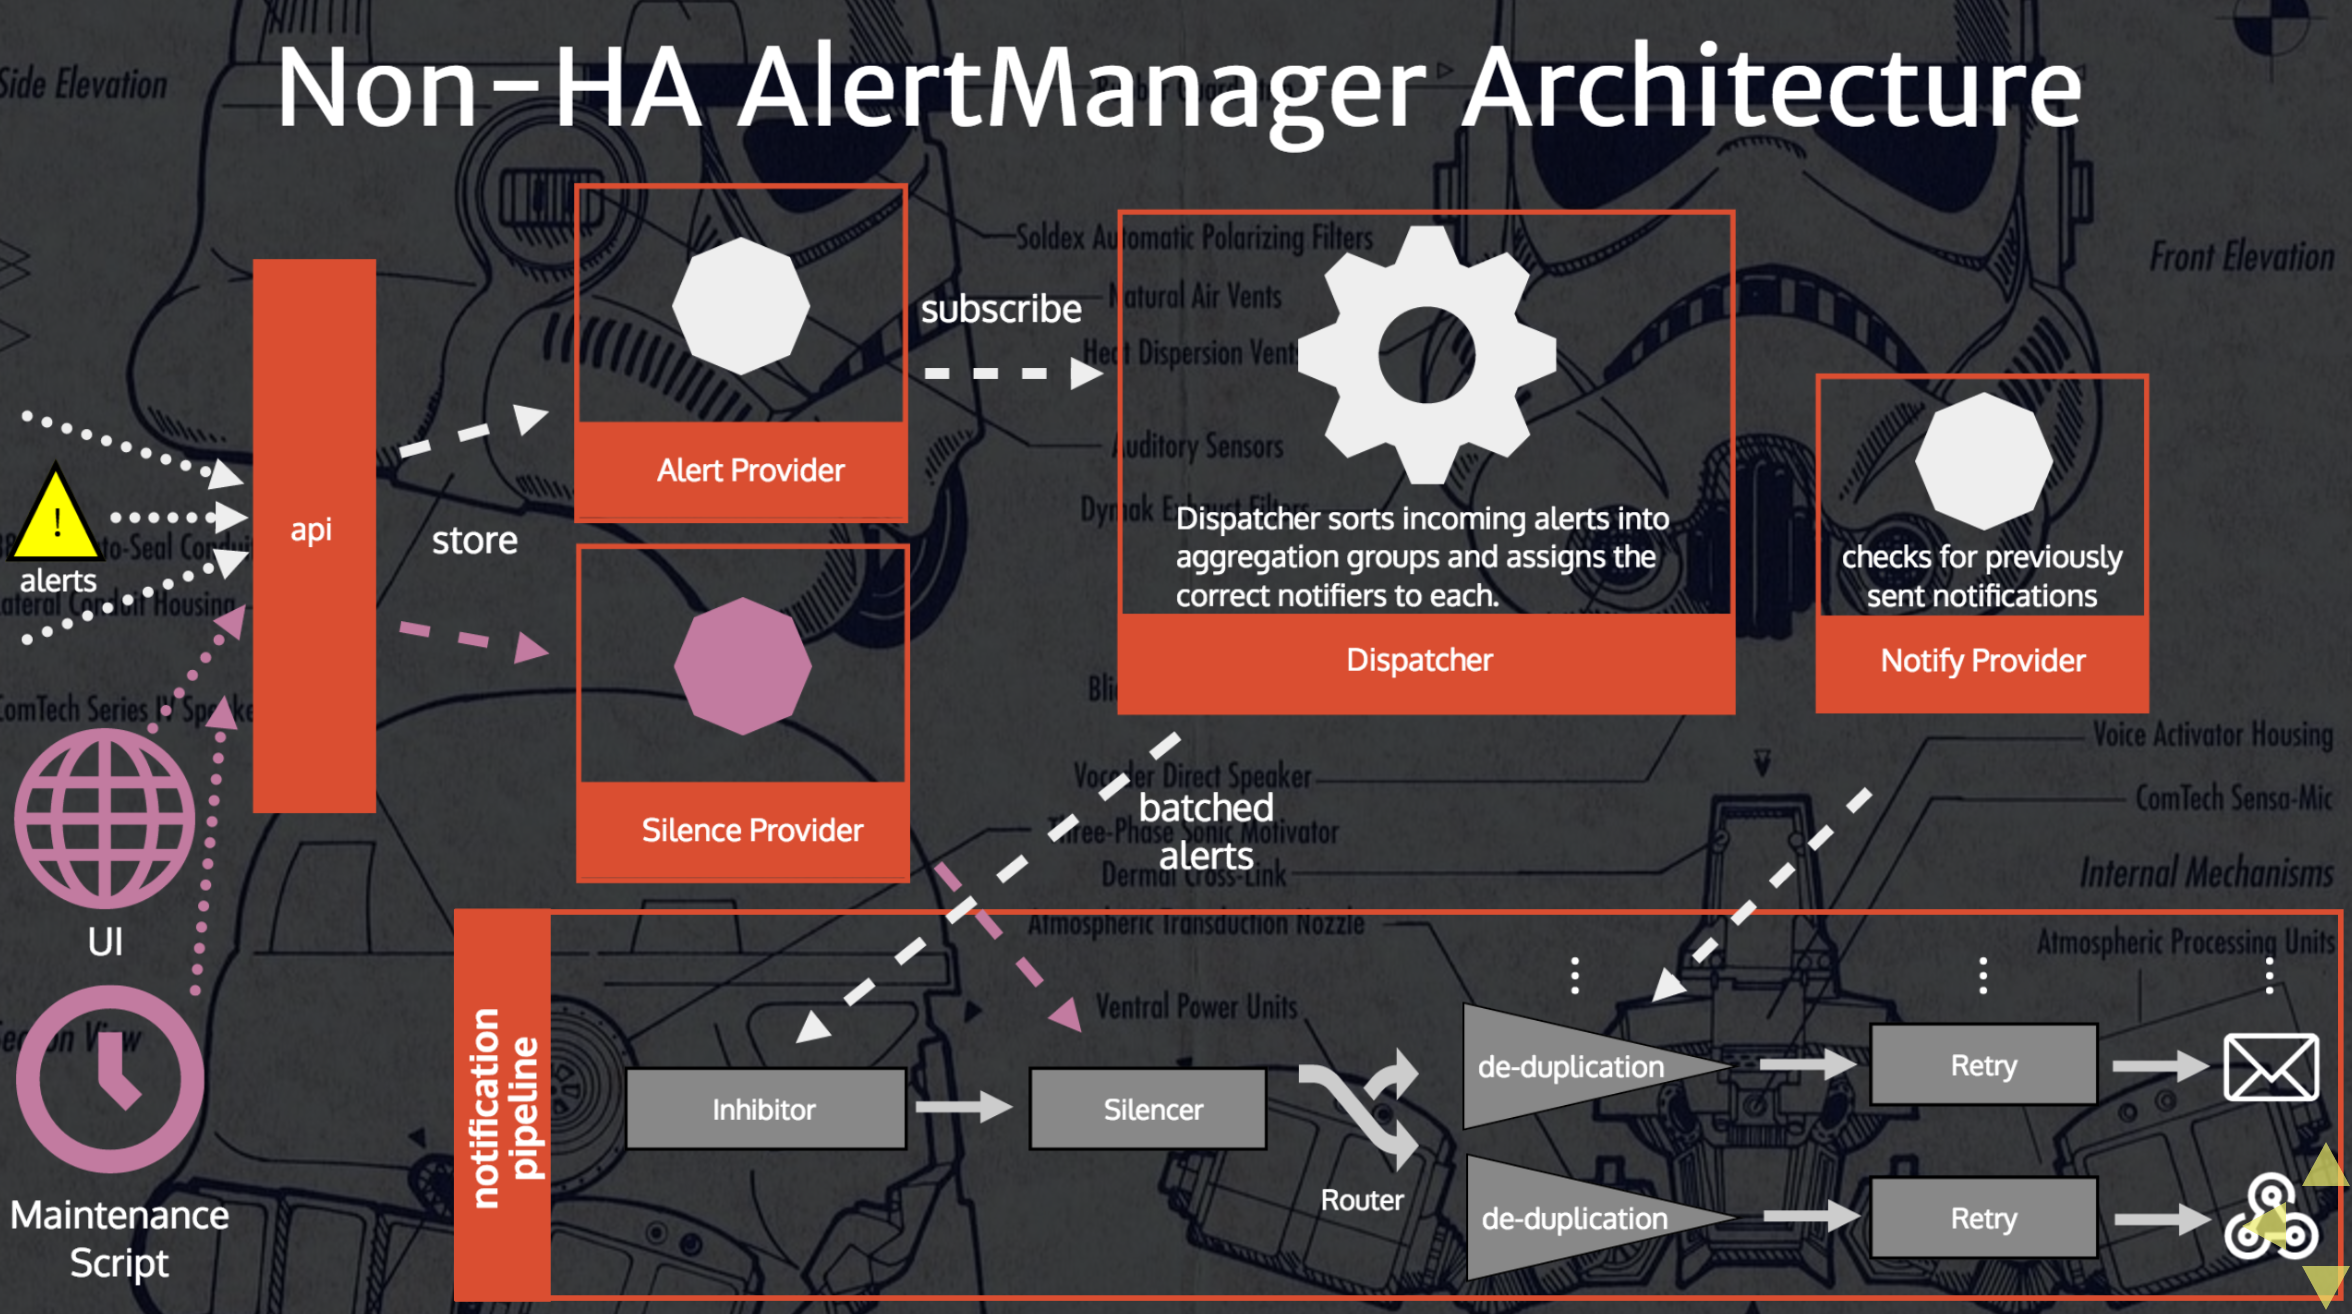 Non-HA AlertManager Architecture
Side Elevation
Soldex Automatic Polarizing Filters
Front Elevation
Natural Air Vents
subscribe
Heat Dispersion Vents
Auditory Sensors
Alert Provider
Dispatcher sorts incoming alerts into
aggregation groups and assigns the
correct notifiers to each.
Dispatcher
checks for previously
sent notifications
Notify Provider
!
alerts
api
store
Silence Provider
UI
Maintenance
Script
Voice Activator Housing
Vocoder Direct Speaker
ComTech Sensa-Mic
batched
alerts
Three-Phase Sonic Motivator
Dermal Cross-Link
Internal Mechanisms
Atmospheric Transduction Nozzle
Atmospheric Processing Units
Ventral Power Units
notification
pipeline
Inhibitor
Silencer
Router
de-duplication
Retry
de-duplication
Retry